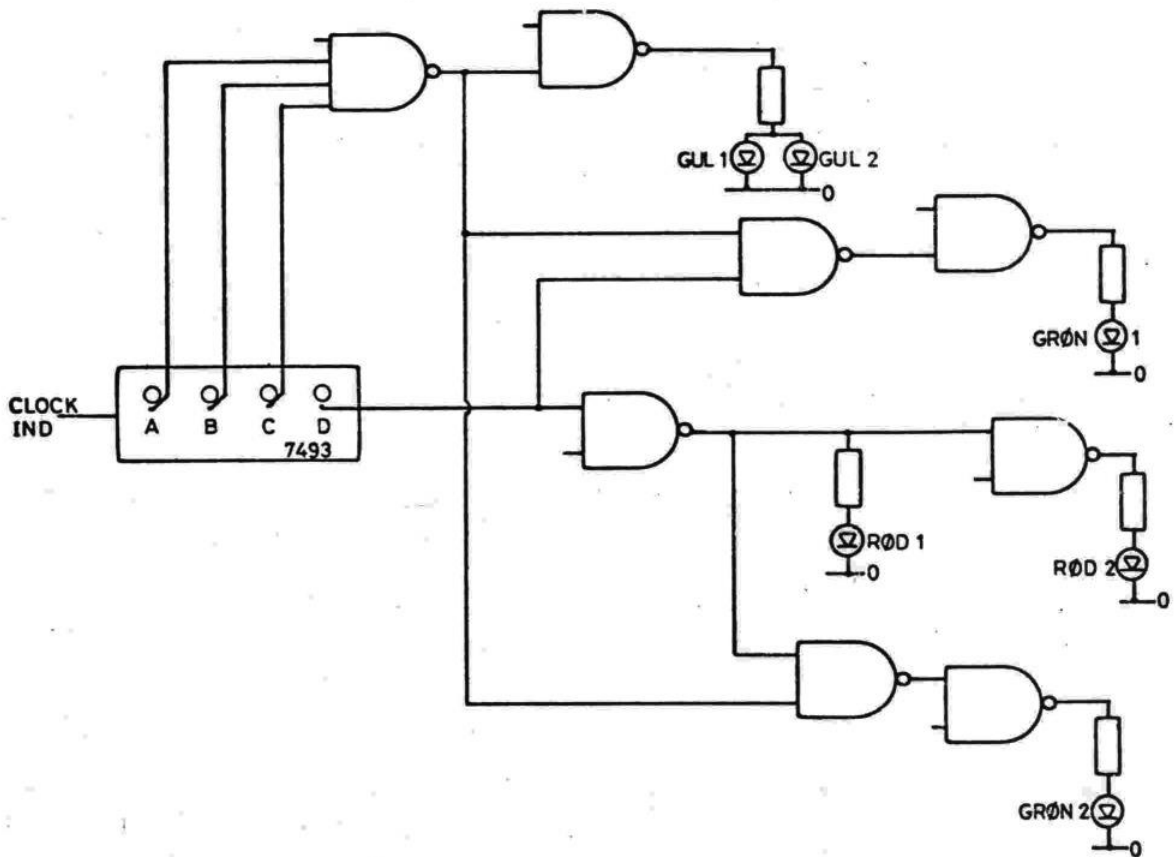 GUL 1
GUL 2
0
GRØN 1
0
CLOCK
IND
A B C D
7493
RØD 1
0
RØD 2
0
GRØN 2
0